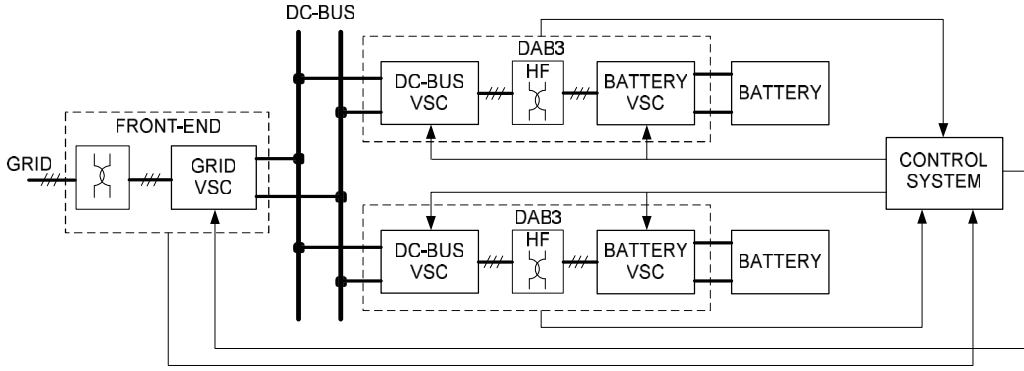 DC-BUS
DAB3
DC-BUS
VSC
HF
BATTERY
VSC
BATTERY
FRONT-END
GRID
GRID
VSC
CONTROL
SYSTEM
DAB3
DC-BUS
VSC
HF
BATTERY
VSC
BATTERY